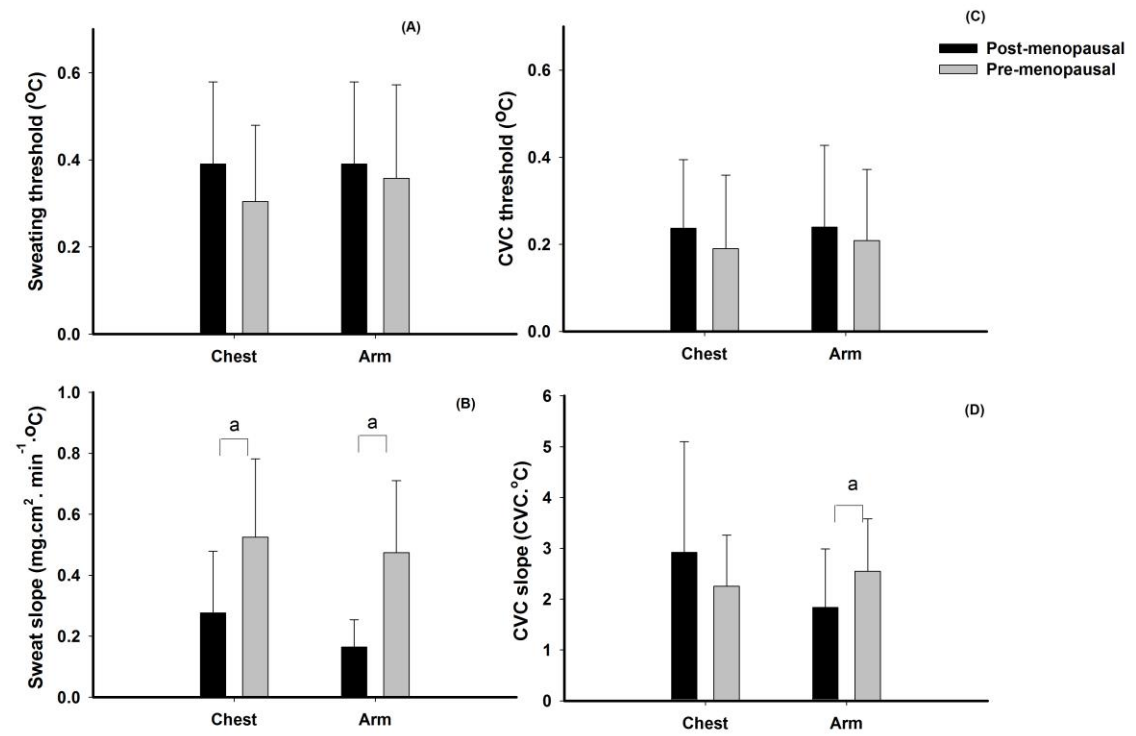 (A)
Sweating threshold (°C)
0.6
0.4
0.2
0.0
Chest Arm
(C)
Post-menopausal
Pre-menopausal
CVC threshold (°C)
0.6
0.4
0.2
0.0
Chest Arm
(B)
Sweat slope (mg.cm². min⁻¹.°C)
1.0
0.8
0.6
0.4
0.2
0.0
a a
Chest Arm
(D)
CVC slope (CVC.°C)
6
5
4
3
2
1
0
a
Chest Arm